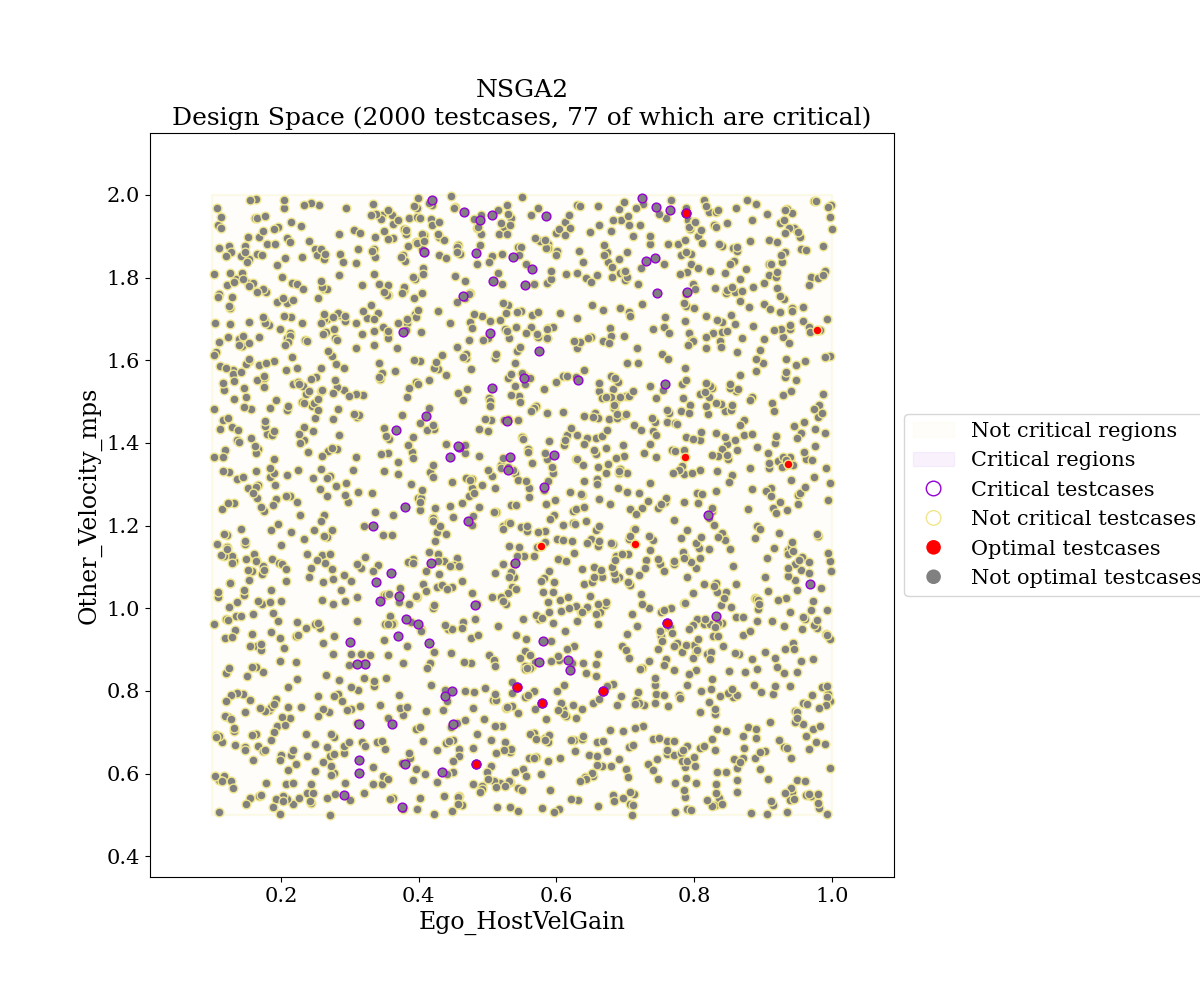 NSGA2
Design Space (2000 testcases, 77 of which are critical)
2.0
1.8
1.6
1.4
1.2
1.0
0.8
0.6
0.4
Other_Velocity_mps
0.2
0.4
0.6
0.8
1.0
Ego_HostVelGain
Not critical regions
Critical regions
Critical testcases
Not critical testcases
Optimal testcases
Not optimal testcases